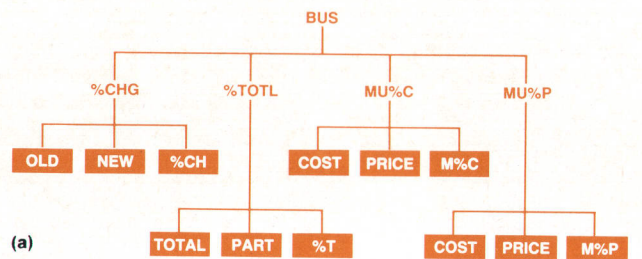 BUS
%CHG %TOTL MU%C MU%P
OLD NEW %CH COST PRICE M%C
(a) TOTAL PART %T COST PRICE M%P